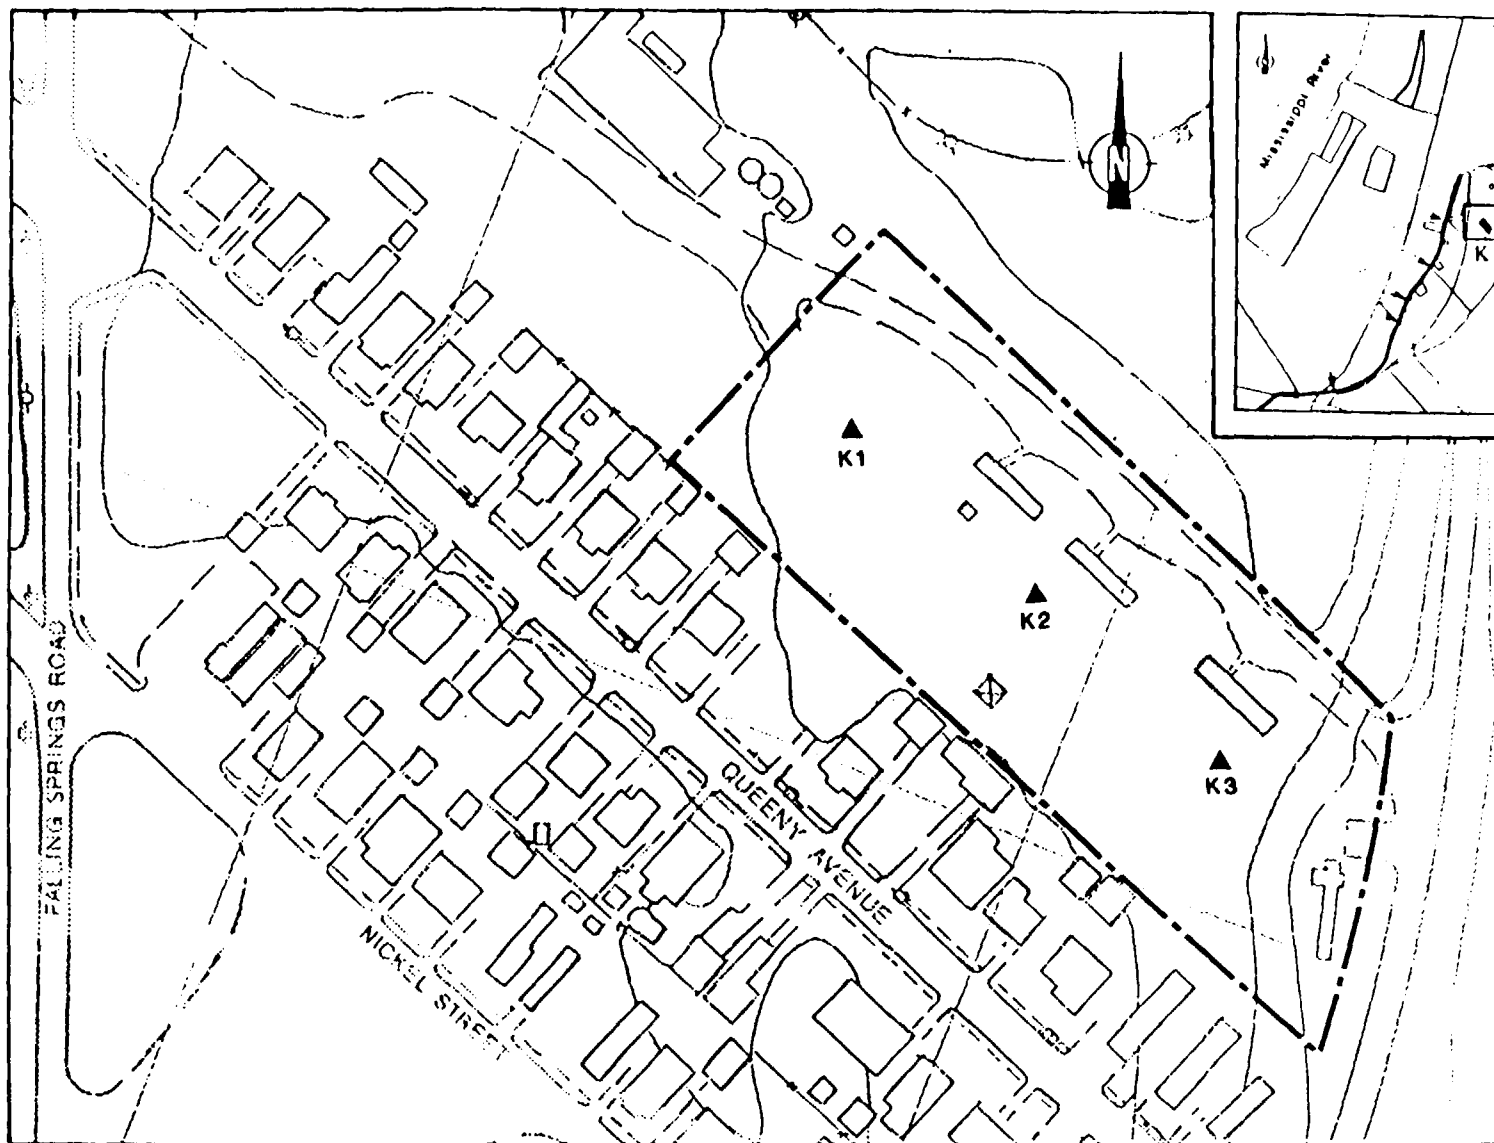 N
Mississippi River
K
K1
K2
K3
FALLING SPRINGS ROAD
QUEENY AVENUE
NICKEL STREET